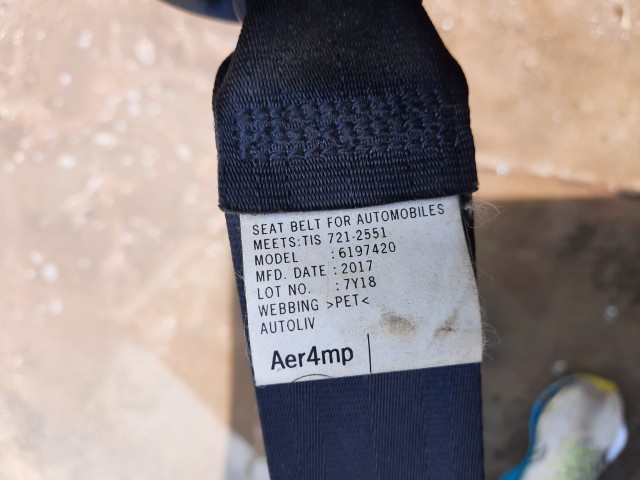 SEAT BELT FOR AUTOMOBILES
MEETS:TIS 721-2551
MODEL : 6197420
MFD. DATE : 2017
LOT NO. : 7Y18
WEBBING >PET<
AUTOLIV
Aer4mp